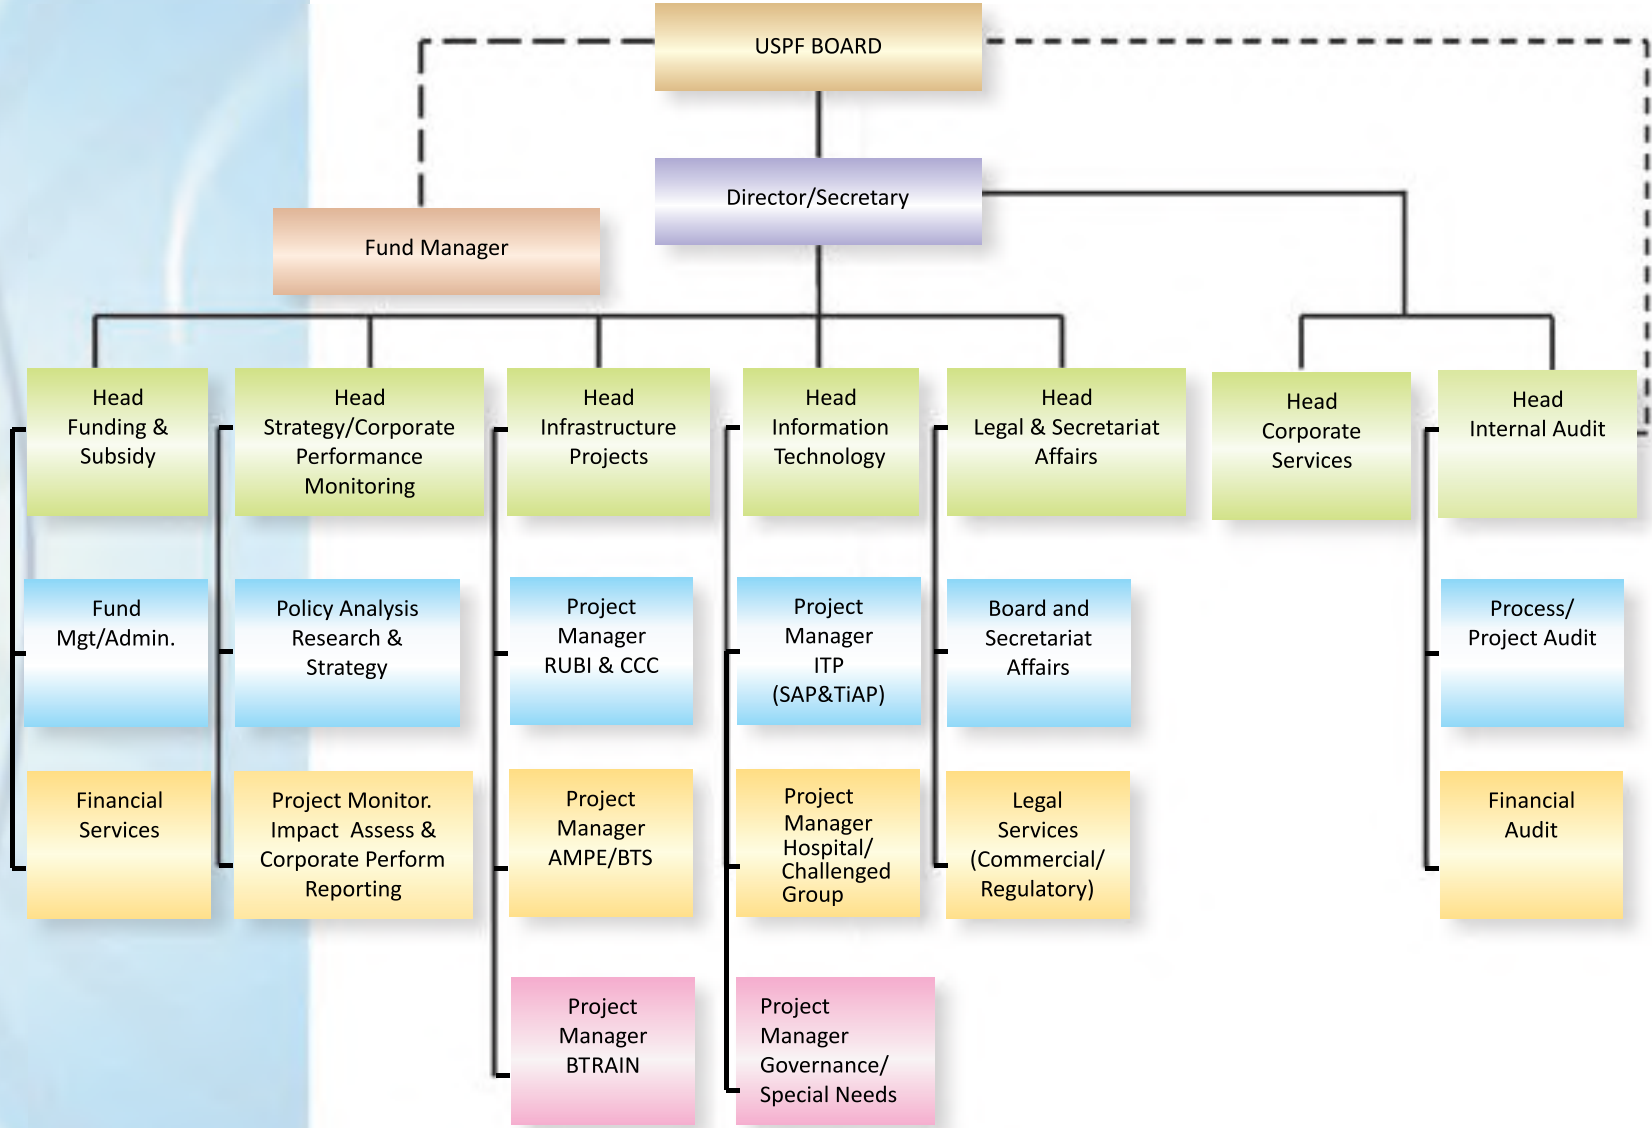 USPF BOARD
Director/Secretary
Fund Manager
Head
Funding &
Subsidy
Head
Strategy/Corporate
Performance
Monitoring
Head
Infrastructure
Projects
Head
Information
Technology
Head
Legal & Secretariat
Affairs
Head
Corporate
Services
Head
Internal Audit
Fund
Mgt/Admin.
Policy Analysis
Research &
Strategy
Project
Manager
RUBI & CCC
Project
Manager
ITP
(SAP&TiAP)
Board and
Secretariat
Affairs
Process/
Project Audit
Financial
Services
Project Monitor.
Impact Assess &
Corporate Perform
Reporting
Project
Manager
AMPE/BTS
Project
Manager
Hospital/
Challenged
Group
Legal
Services
(Commercial/
Regulatory)
Financial
Audit
Project
Manager
BTRAIN
Project
Manager
Governance/
Special Needs